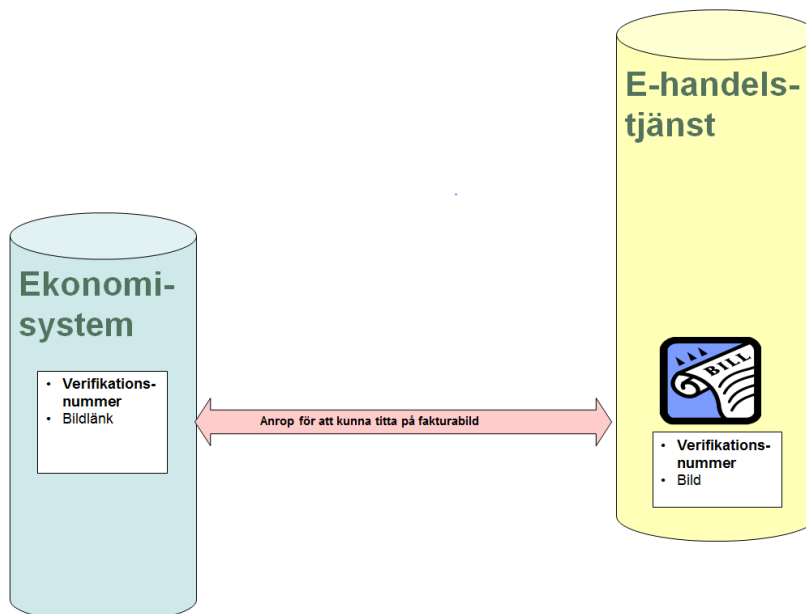 E-handels-
tjänst
Ekonomi-
system
• Verifikations-
nummer
• Bildlänk
Anrop för att kunna titta på fakturabild
BILL
• Verifikations-
nummer
• Bild